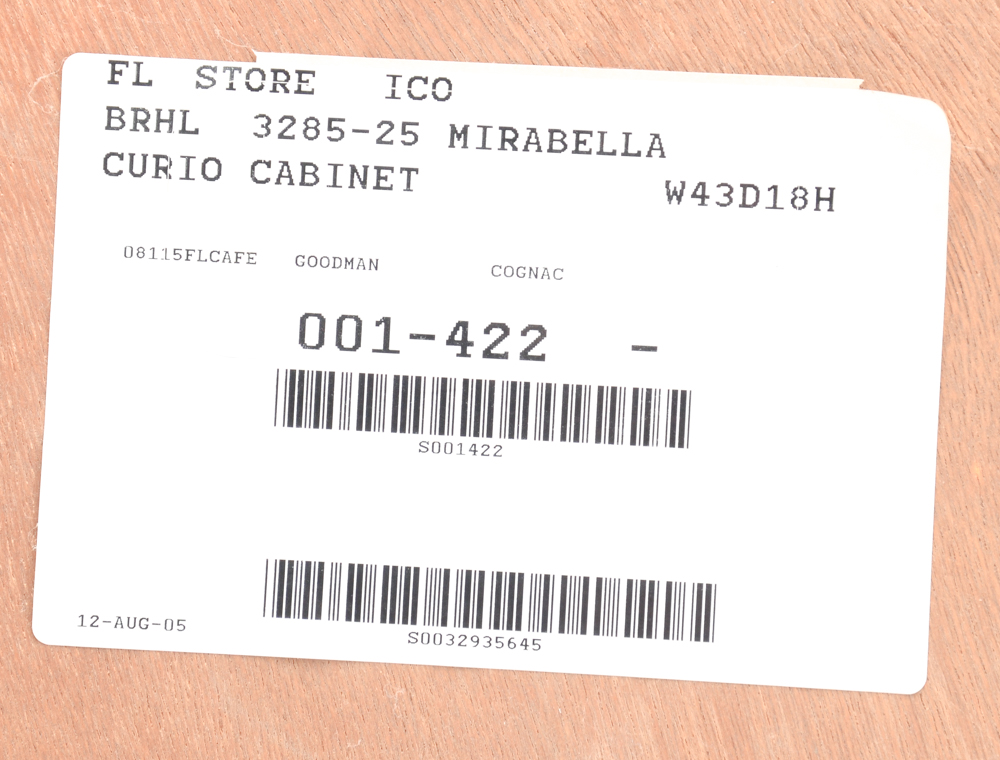 FL STORE ICO
BRHL 3285-25 MIRABELLA
CURIO CABINET W43D18H
08115FLCAFE GOODMAN COGNAC
001-422 -
S001422
S0032935645
12-AUG-05